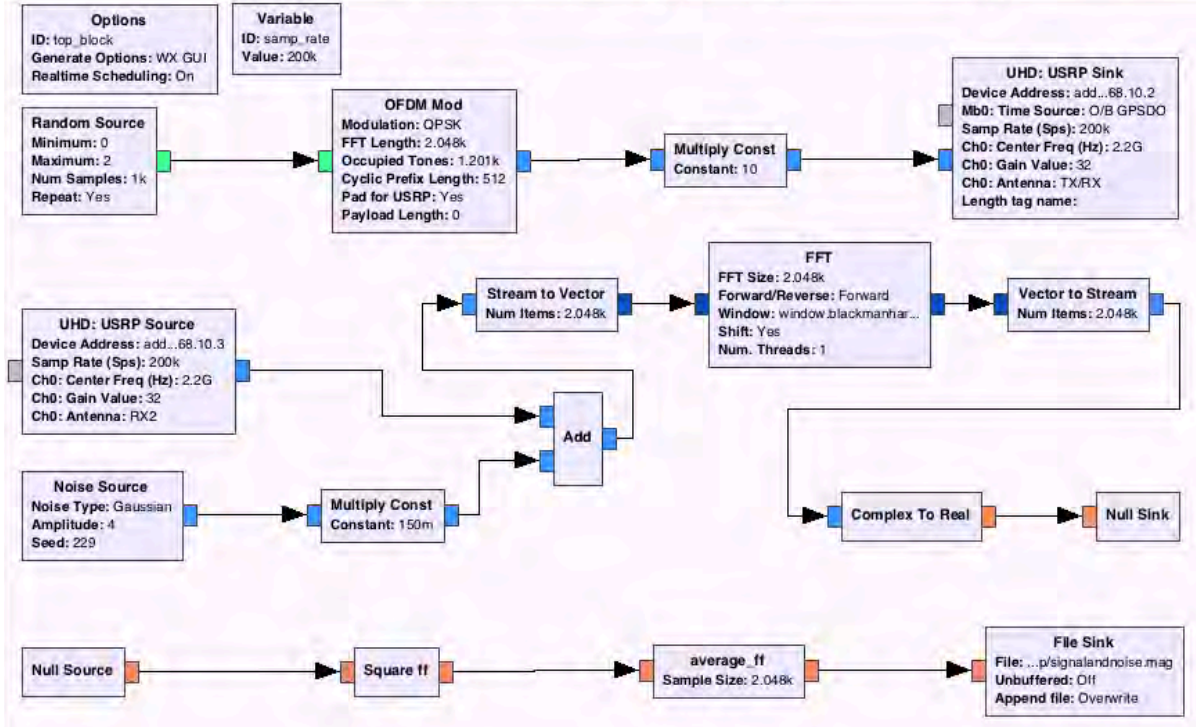 Options
ID: top_block
Generate Options: WX GUI
Realtime Scheduling: On
Variable
ID: samp_rate
Value: 200k
Random Source
Minimum: 0
Maximum: 2
Num Samples: 1k
Repeat: Yes
OFDM Mod
Modulation: QPSK
FFT Length: 2.048k
Occupied Tones: 1.201k
Cyclic Prefix Length: 512
Pad for USRP: Yes
Payload Length: 0
Multiply Const
Constant: 10
UHD: USRP Sink
Device Address: add...68.10.2
Mb0: Time Source: O/B GPSDO
Samp Rate (Sps): 200k
Ch0: Center Freq (Hz): 2.2G
Ch0: Gain Value: 32
Ch0: Antenna: TX/RX
Length tag name:
Stream to Vector
Num Items: 2.048k
FFT
FFT Size: 2.048k
Forward/Reverse: Forward
Window: window.blackmanhar...
Shift: Yes
Num. Threads: 1
Vector to Stream
Num Items: 2.048k
UHD: USRP Source
Device Address: add...68.10.3
Samp Rate (Sps): 200k
Ch0: Center Freq (Hz): 2.2G
Ch0: Gain Value: 32
Ch0: Antenna: RX2
Add
Noise Source
Noise Type: Gaussian
Amplitude: 4
Seed: 229
Multiply Const
Constant: 150m
Complex To Real
Null Sink
Null Source
Square ff
average_ff
Sample Size: 2.048k
File Sink
File: ...p/signalandnoise.mag
Unbuffered: Off
Append file: Overwrite